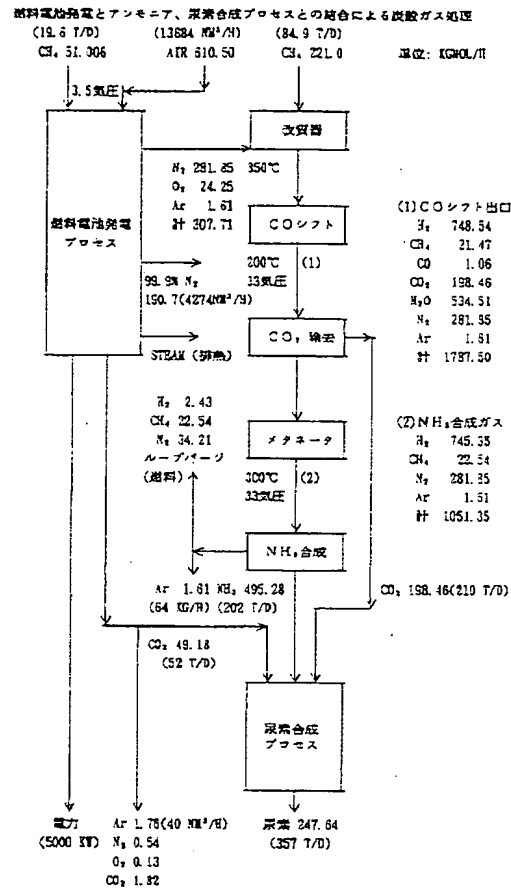 燃料電池発電とアンモニア、尿素合成プロセスとの結合による炭酸ガス処理
(19.6 T/D) (13684 NM³/H) (84.9 T/D)
CH₄ 51.006 AIR 610.50 CH₄ 221.0 単位: KGMOL/H
3.5気圧
改質器
N₂ 281.85 850℃
O₂ 24.25
Ar 1.61
計 307.71
燃料電池発電
プロセス
COシフト
(1)COシフト出口
H₂ 748.54
CH₄ 21.47
CO 1.06
CO₂ 198.46
H₂O 534.51
N₂ 281.85
Ar 1.61
計 1787.50
200℃ (1)
33気圧
99.9% N₂
190.7(4274NM³/H)
CO₂ 除去
STEAM (排熱)
H₂ 2.43
CH₄ 22.54
N₂ 34.21
ループパージ
(燃料)
メタネータ
(2)NH₃合成ガス
H₂ 745.35
CH₄ 22.54
N₂ 281.85
Ar 1.61
計 1051.35
300℃ (2)
33気圧
NH₃合成
Ar 1.61 NH₃ 495.28
(64 KG/H) (202 T/D)
CO₂ 198.46(210 T/D)
CO₂ 49.18
(52 T/D)
尿素合成
プロセス
電力 Ar 1.78(40 NM³/H) 尿素 247.64
(5000 KW) N₂ 0.54 (357 T/D)
O₂ 0.13
CO₂ 1.82